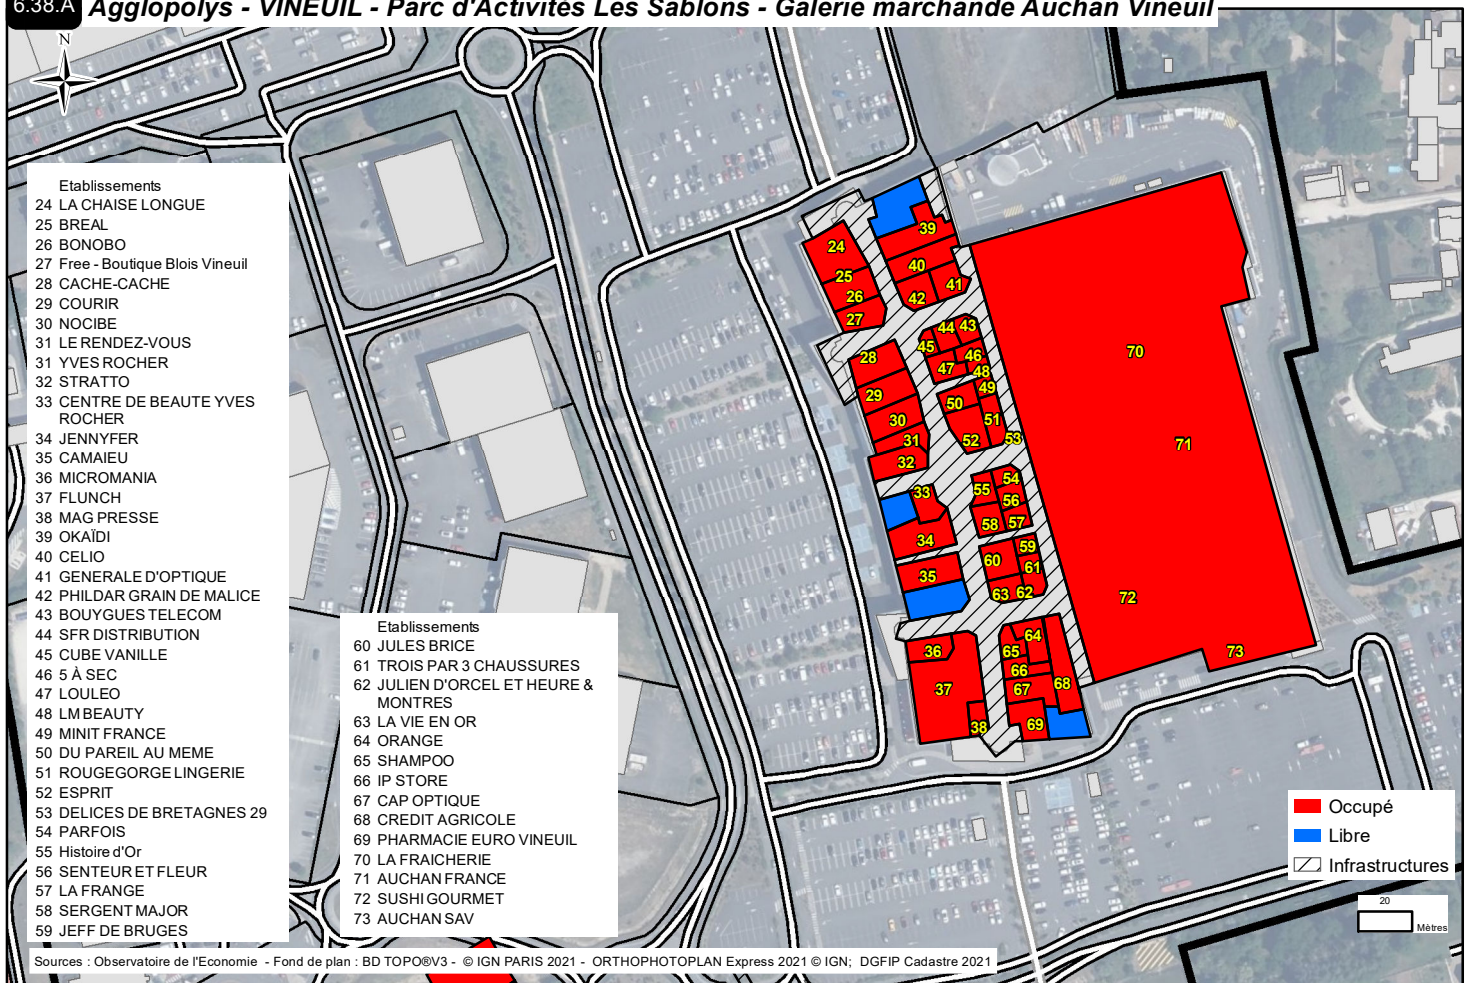 6.38.A Agglopolys - VINEUIL - Parc d'Activités Les Sablons - Galerie marchande Auchan Vineuil
N
Etablissements
24 LA CHAISE LONGUE
25 BREAL
26 BONOBO
27 Free - Boutique Blois Vineuil
28 CACHE-CACHE
29 COURIR
30 NOCIBE
31 LE RENDEZ-VOUS
31 YVES ROCHER
32 STRATTO
33 CENTRE DE BEAUTE YVES
ROCHER
34 JENNYFER
35 CAMAIEU
36 MICROMANIA
37 FLUNCH
38 MAG PRESSE
39 OKAÏDI
40 CELIO
41 GENERALE D'OPTIQUE
42 PHILDAR GRAIN DE MALICE
43 BOUYGUES TELECOM
44 SFR DISTRIBUTION
45 CUBE VANILLE
46 5 À SEC
47 LOULEO
48 LM BEAUTY
49 MINIT FRANCE
50 DU PAREIL AU MEME
51 ROUGEGORGE LINGERIE
52 ESPRIT
53 DELICES DE BRETAGNES 29
54 PARFOIS
55 Histoire d'Or
56 SENTEUR ET FLEUR
57 LA FRANGE
58 SERGENT MAJOR
59 JEFF DE BRUGES
Etablissements
60 JULES BRICE
61 TROIS PAR 3 CHAUSSURES
62 JULIEN D'ORCEL ET HEURE &
MONTRES
63 LA VIE EN OR
64 ORANGE
65 SHAMPOO
66 IP STORE
67 CAP OPTIQUE
68 CREDIT AGRICOLE
69 PHARMACIE EURO VINEUIL
70 LA FRAICHERIE
71 AUCHAN FRANCE
72 SUSHI GOURMET
73 AUCHAN SAV
24
25
26
27
28
29
30
31
32
33
34
35
36
37
38
39
40
41
42
43
44
45
46
47
48
49
50
51
52
53
54
55
56
57
58
59
60
61
62
63
64
65
66
67
68
69
70
71
72
73
Occupé
Libre
Infrastructures
20
Mètres
Sources : Observatoire de l'Economie - Fond de plan : BD TOPO®V3 - © IGN PARIS 2021 - ORTHOPHOTOPLAN Express 2021 © IGN; DGFIP Cadastre 2021